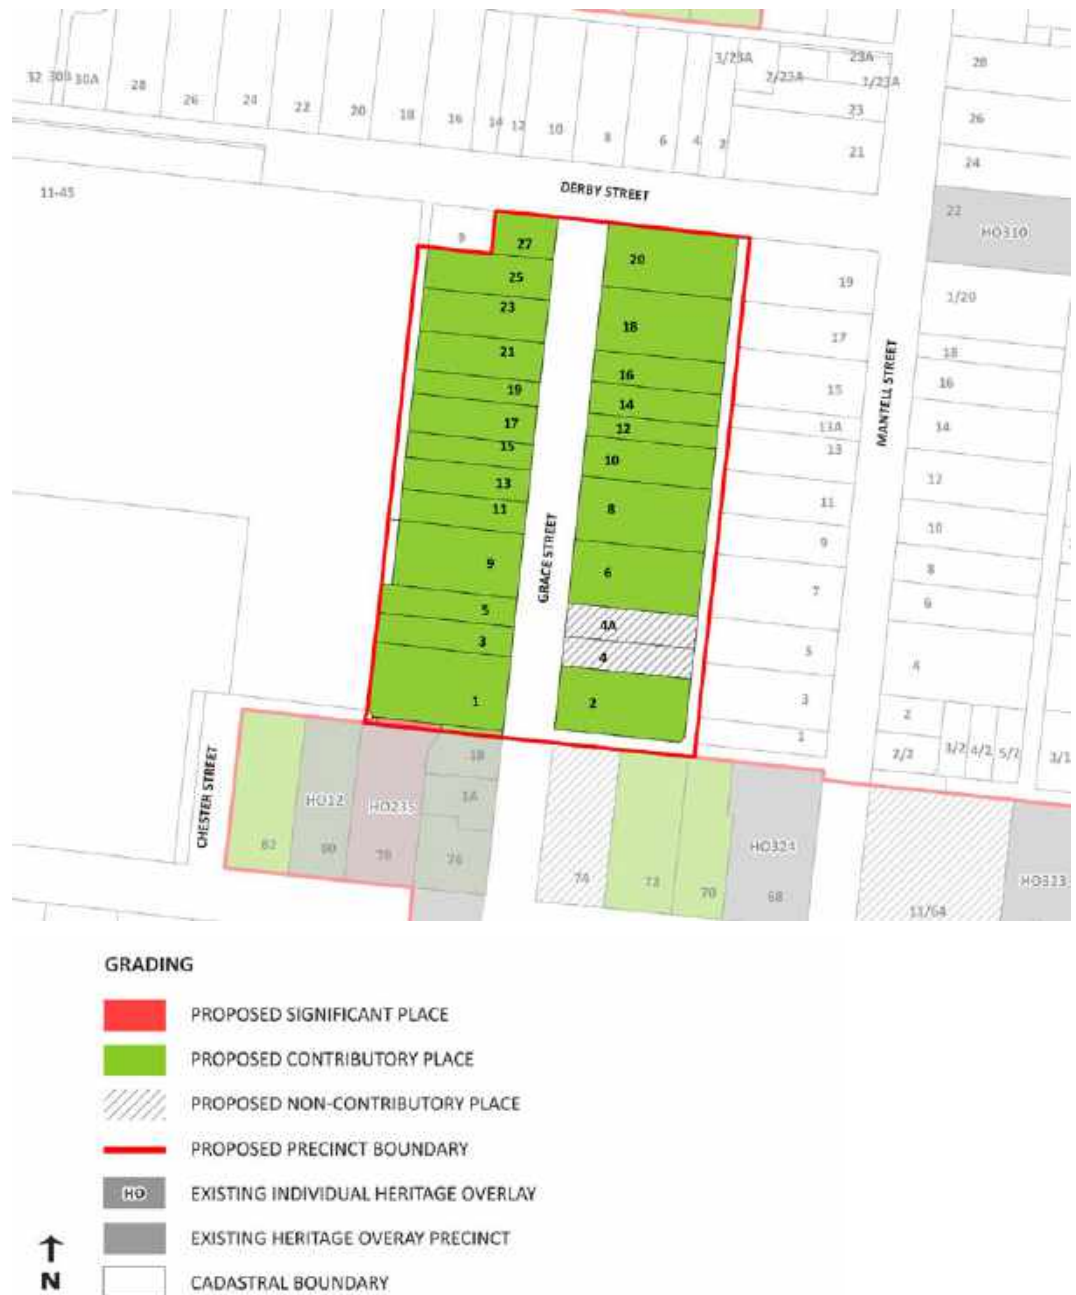 32 30B 30A 28 26 24 22 20 18 16 14 12 10 8 6 4 2
3/23A 2/23A 23A 1/23A
23
21
28
26
24
22 HO310
11-45
DERBY STREET
9 27 20
25
23 18
21 16
19 14
17 12
15 10
13 8
11
9 6
5 4A
3 4
1 2
GRACE STREET
19
17
15
13A
13
11
9
7
5
3
1
MANTELL STREET
1/20
18
16
14
12
10
8
6
4
2
2/2 3/2 4/2 5/2 3/1
CHESTER STREET
1B
1A
HO12 HO235
82 80 78 76
74 72 70 68
HO324
11/64
HO323
GRADING
PROPOSED SIGNIFICANT PLACE
PROPOSED CONTRIBUTORY PLACE
PROPOSED NON-CONTRIBUTORY PLACE
PROPOSED PRECINCT BOUNDARY
HO EXISTING INDIVIDUAL HERITAGE OVERLAY
EXISTING HERITAGE OVERAY PRECINCT
N CADASTRAL BOUNDARY